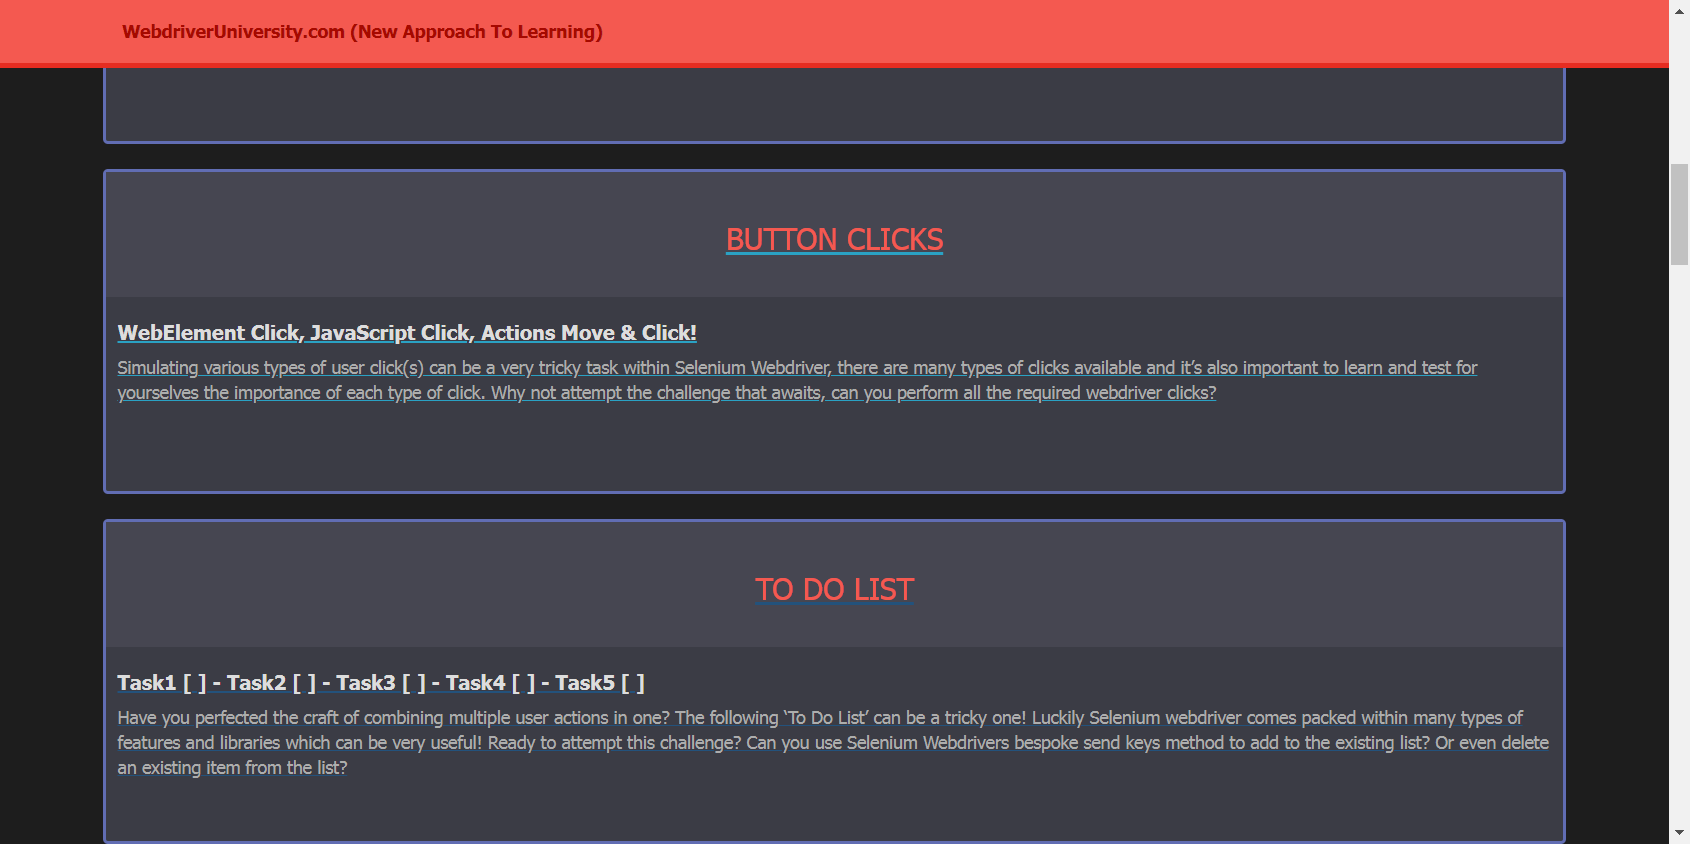 WebdriverUniversity.com (New Approach To Learning)
BUTTON CLICKS
WebElement Click, JavaScript Click, Actions Move & Click!
Simulating various types of user click(s) can be a very tricky task within Selenium Webdriver, there are many types of clicks available and it’s also important to learn and test for
yourselves the importance of each type of click. Why not attempt the challenge that awaits, can you perform all the required webdriver clicks?
TO DO LIST
Task1 [ ] - Task2 [ ] - Task3 [ ] - Task4 [ ] - Task5 [ ]
Have you perfected the craft of combining multiple user actions in one? The following ‘To Do List’ can be a tricky one! Luckily Selenium webdriver comes packed within many types of
features and libraries which can be very useful! Ready to attempt this challenge? Can you use Selenium Webdrivers bespoke send keys method to add to the existing list? Or even delete
an existing item from the list?